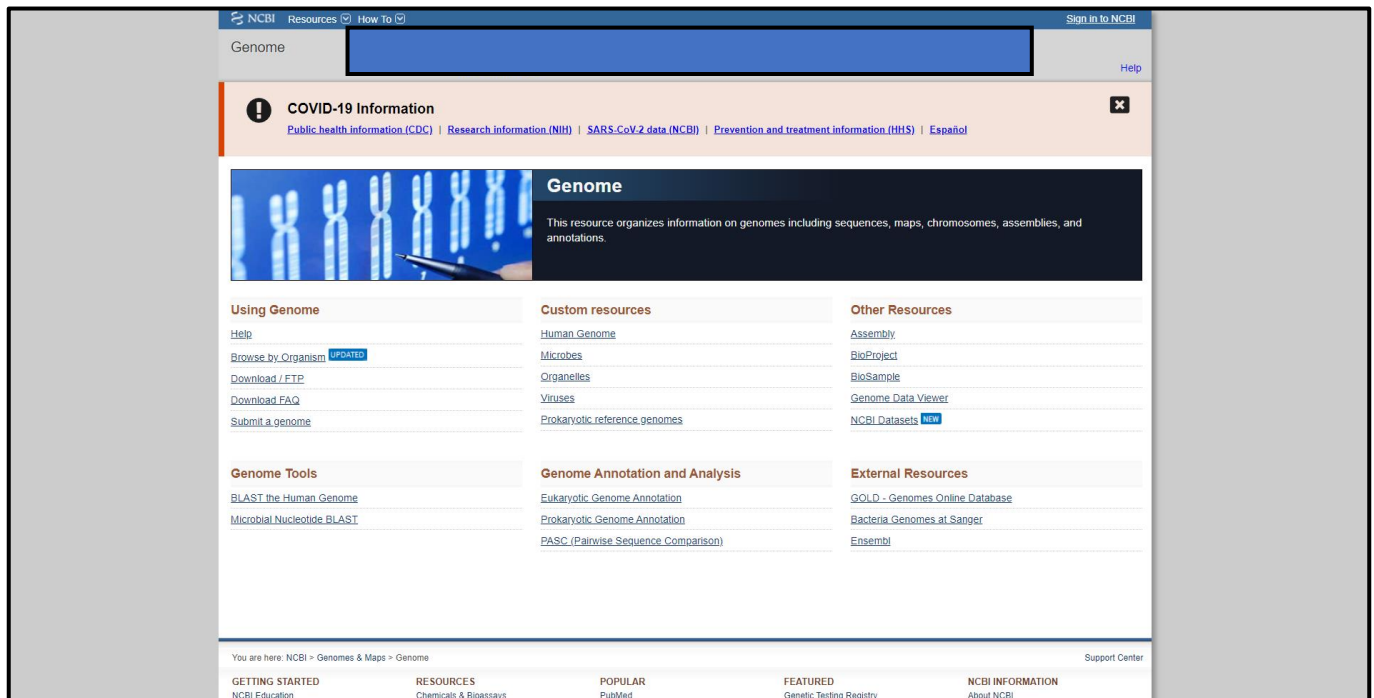 NCBI Resources How To Sign in to NCBI
Genome
Help
COVID-19 Information
Public health information (CDC) | Research information (NIH) | SARS-CoV-2 data (NCBI) | Prevention and treatment information (HHS) | Español
Genome
This resource organizes information on genomes including sequences, maps, chromosomes, assemblies, and
annotations.
Using Genome
Help
Browse by Organism UPDATED
Download / FTP
Download FAQ
Submit a genome
Custom resources
Human Genome
Microbes
Organelles
Viruses
Prokaryotic reference genomes
Other Resources
Assembly
BioProject
BioSample
Genome Data Viewer
NCBI Datasets NEW
Genome Tools
BLAST the Human Genome
Microbial Nucleotide BLAST
Genome Annotation and Analysis
Eukaryotic Genome Annotation
Prokaryotic Genome Annotation
PASC (Pairwise Sequence Comparison)
External Resources
GOLD - Genomes Online Database
Bacteria Genomes at Sanger
Ensembl
You are here: NCBI > Genomes & Maps > Genome Support Center
GETTING STARTED
NCBI Education
RESOURCES
Chemicals & Bioassays
POPULAR
PubMed
FEATURED
Genetic Testing Registry
NCBI INFORMATION
About NCBI